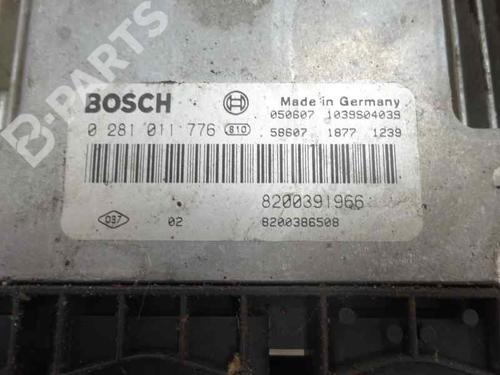 B-PARTS
BOSCH
Made in Germany
0 281 011 776 810
050607 1039S04039
58607 1877 1239
8200391966
037 02 8200386508